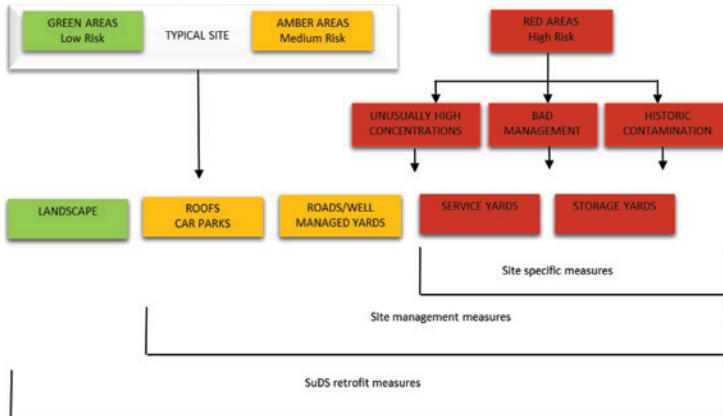 GREEN AREAS
Low Risk
TYPICAL SITE
AMBER AREAS
Medium Risk
RED AREAS
High Risk
UNUSUALLY HIGH
CONCENTRATIONS
BAD
MANAGEMENT
HISTORIC
CONTAMINATION
LANDSCAPE
ROOFS
CAR PARKS
ROADS/WELL
MANAGED YARDS
SERVICE YARDS
STORAGE YARDS
Site specific measures
Site management measures
SuDS retrofit measures